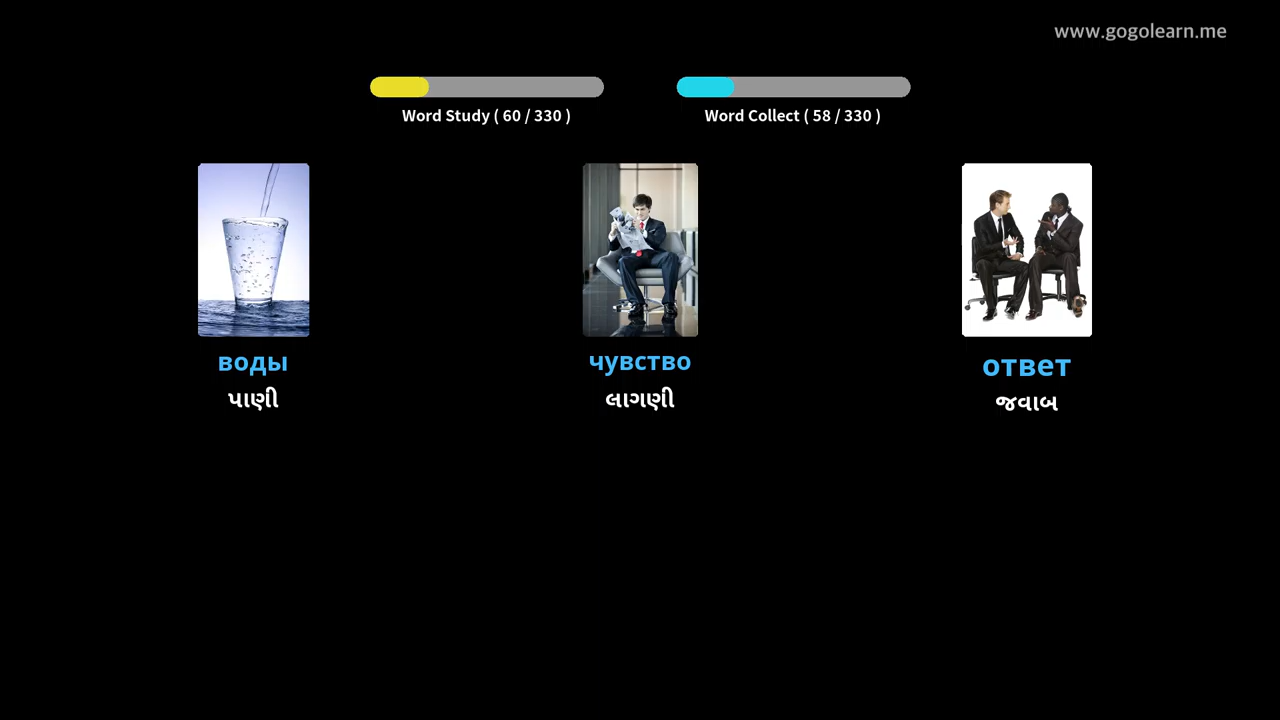 www.gogolearn.me
Word Study ( 60 / 330 )
Word Collect ( 58 / 330 )
воды
પાણી
чувство
લાગણી
ответ
જવાબ